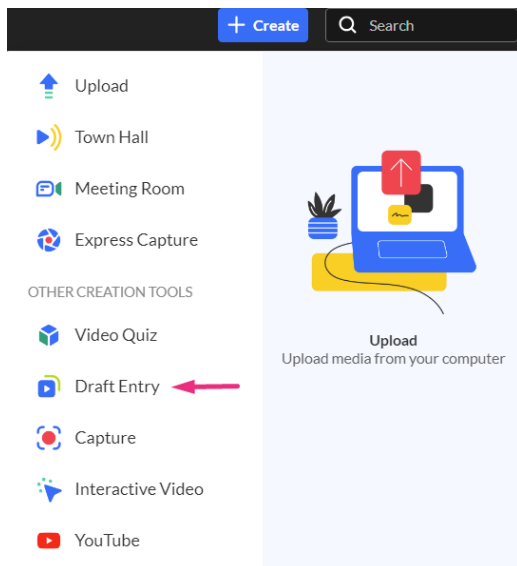 + Create
Search
Upload
Town Hall
Meeting Room
Express Capture
OTHER CREATION TOOLS
Video Quiz
Draft Entry
Capture
Interactive Video
YouTube
Upload
Upload media from your computer